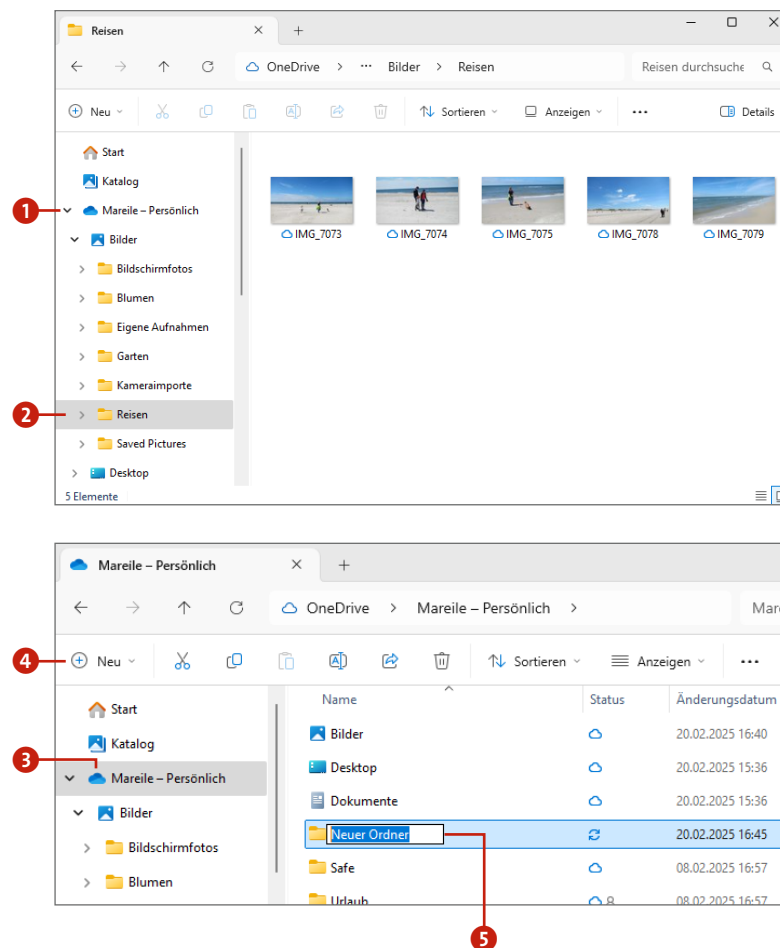 Reisen
OneDrive > ... Bilder > Reisen
Reisen durchsuche
Neu
Sortieren
Anzeigen
...
Details
Start
Katalog
1
Mareile – Persönlich
Bilder
Bildschirmfotos
Blumen
Eigene Aufnahmen
Garten
Kameraimporte
2
Reisen
Saved Pictures
Desktop
IMG_7073 IMG_7074 IMG_7075 IMG_7078 IMG_7079
5 Elemente
Mareile – Persönlich
OneDrive > Mareile – Persönlich >
Mare
4
Neu
Sortieren
Anzeigen
...
Start
Katalog
3
Mareile – Persönlich
Bilder
Bildschirmfotos
Blumen
Name Status Änderungsdatum
Bilder 20.02.2025 16:40
Desktop 20.02.2025 15:36
Dokumente 20.02.2025 15:36
Neuer Ordner 20.02.2025 16:45
Safe 08.02.2025 16:57
Urlaub 08.02.2025 16:57
5